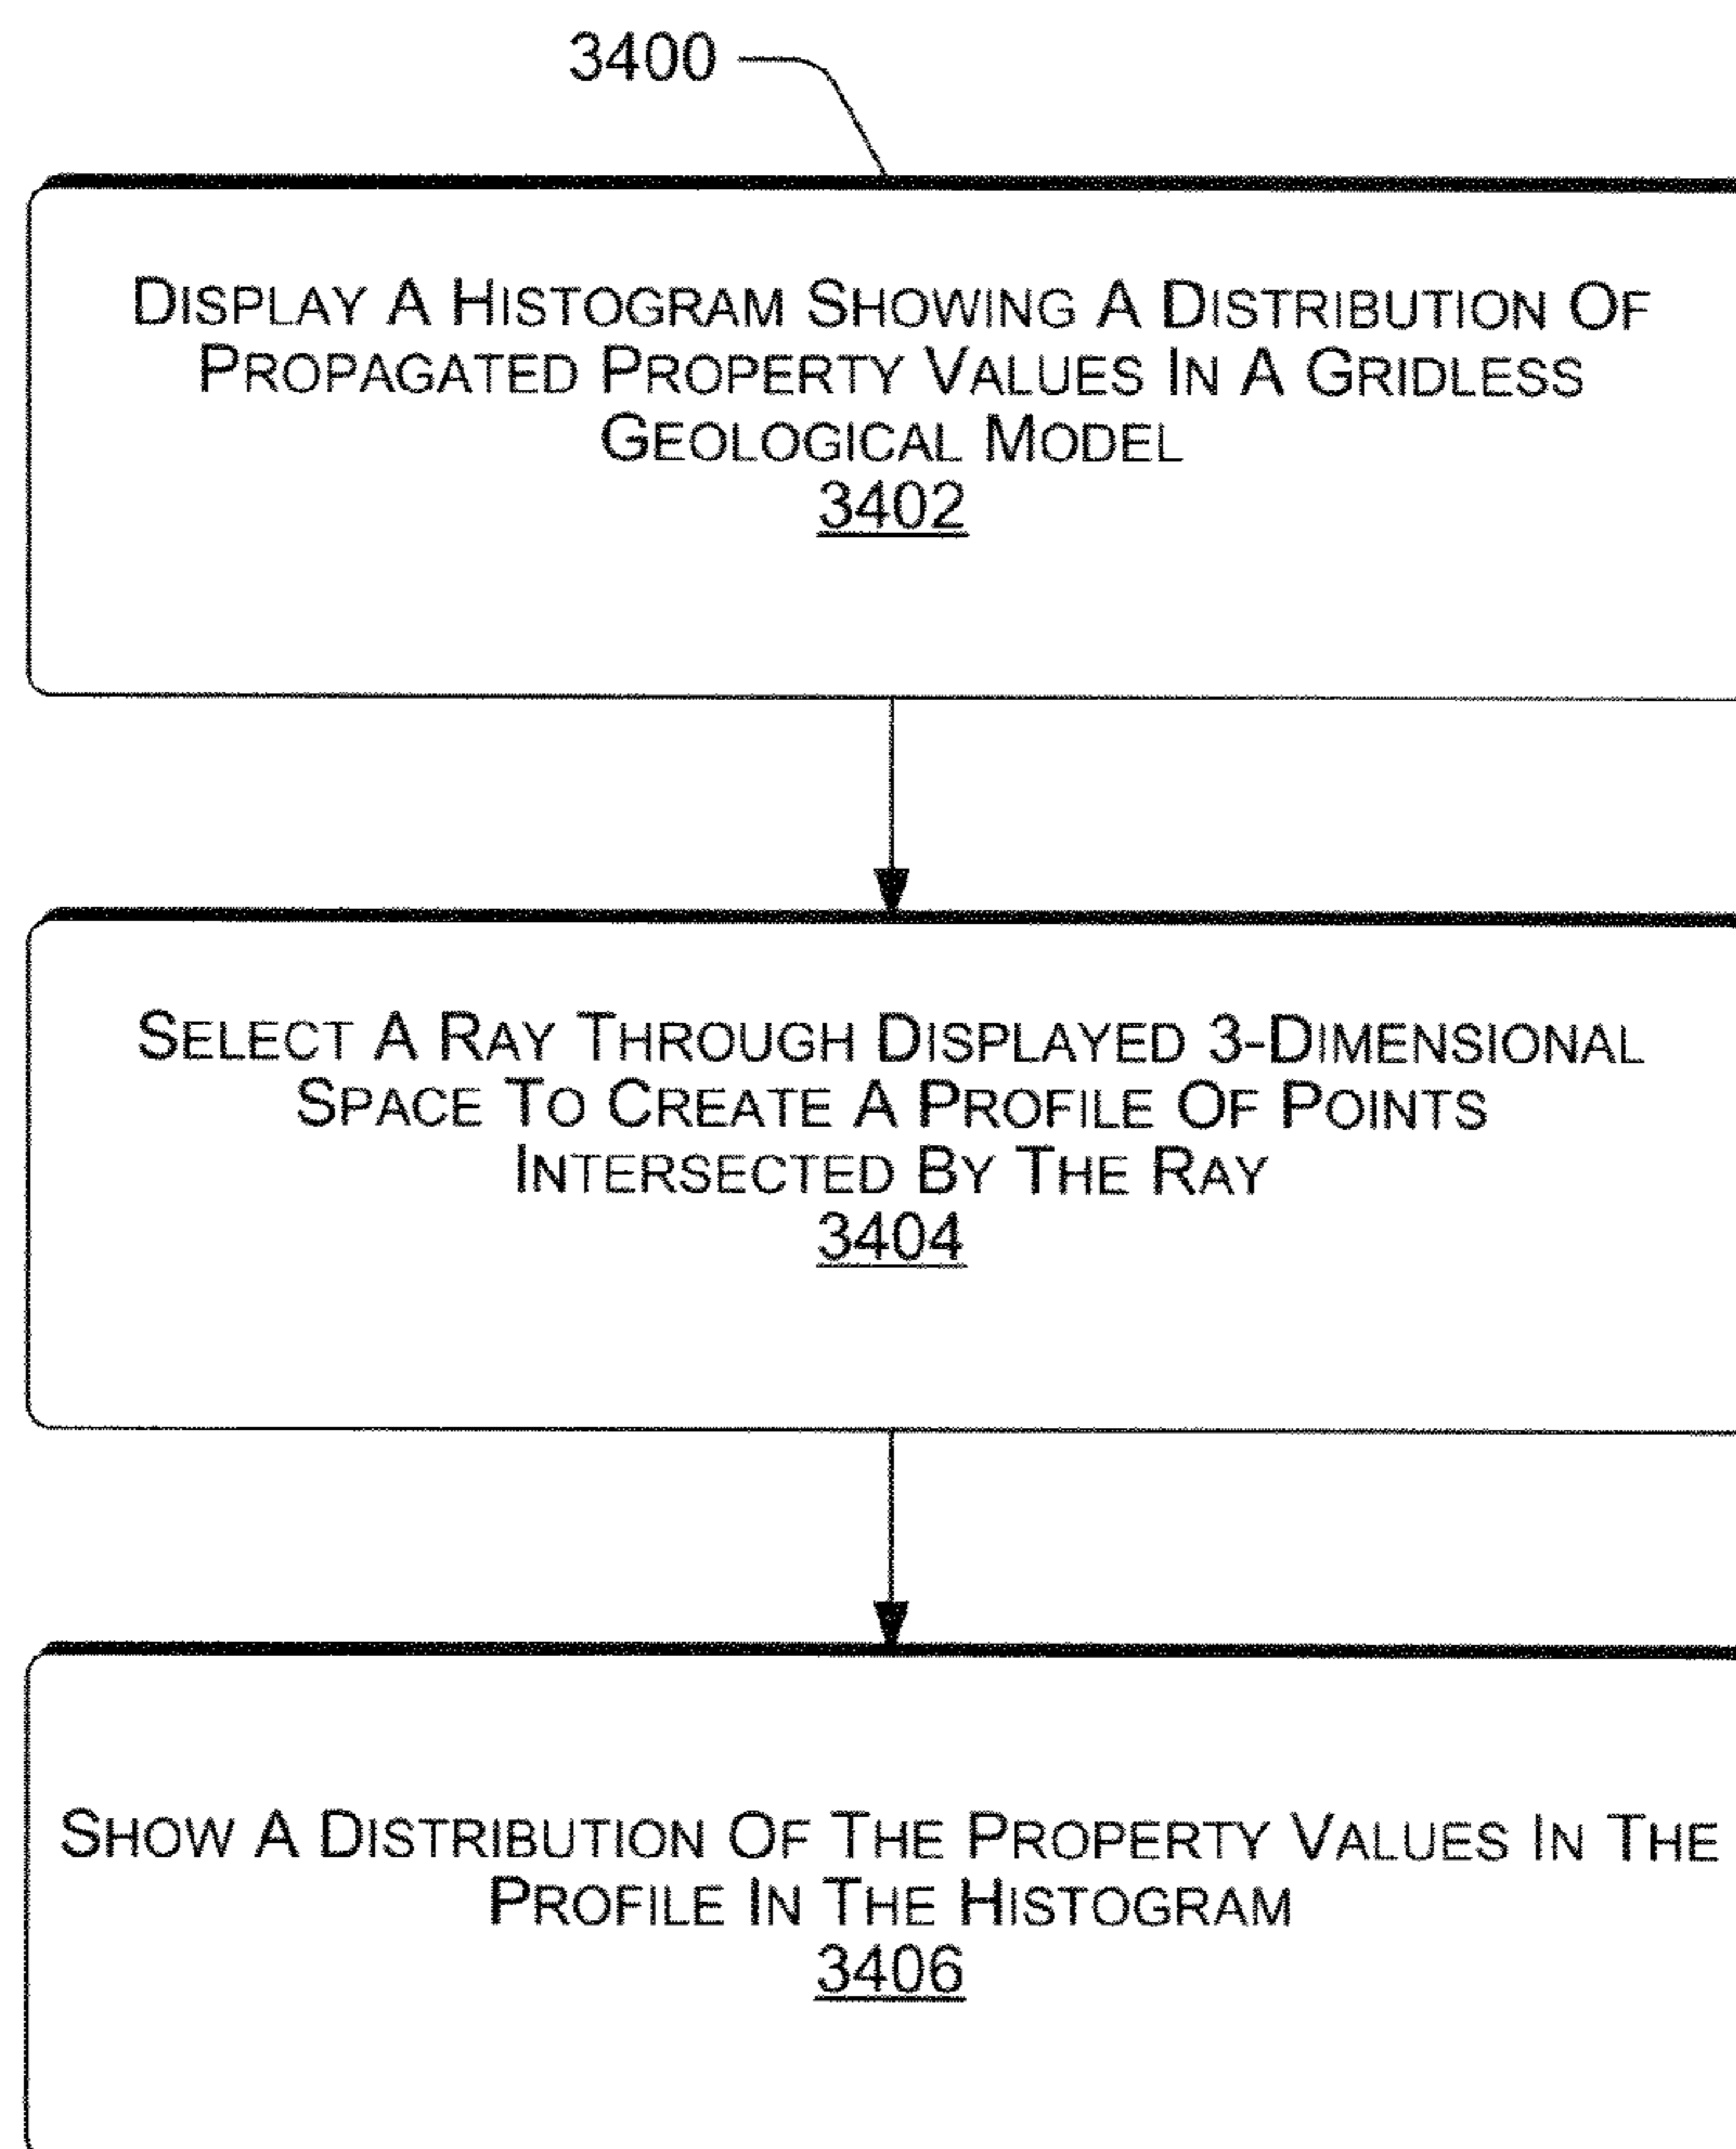 3400
DISPLAY A HISTOGRAM SHOWING A DISTRIBUTION OF
PROPAGATED PROPERTY VALUES IN A GRIDLESS
GEOLOGICAL MODEL
3402
SELECT A RAY THROUGH DISPLAYED 3-DIMENSIONAL
SPACE TO CREATE A PROFILE OF POINTS
INTERSECTED BY THE RAY
3404
SHOW A DISTRIBUTION OF THE PROPERTY VALUES IN THE
PROFILE IN THE HISTOGRAM
3406